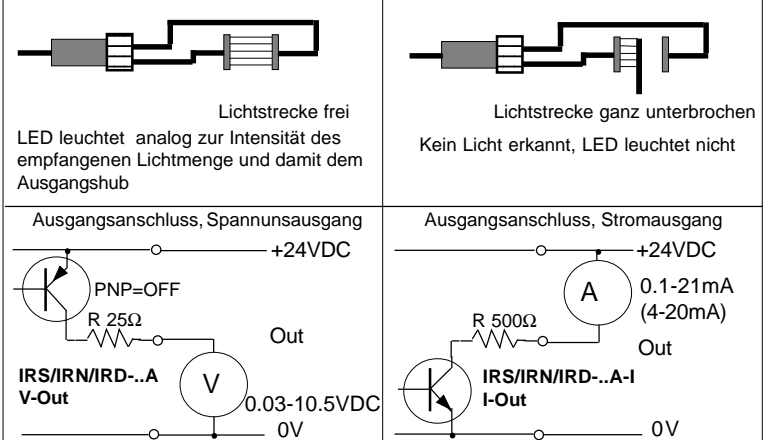 Lichtstrecke frei
LED leuchtet analog zur Intensität des
empfangenen Lichtmenge und damit dem
Ausgangshub
Lichtstrecke ganz unterbrochen
Kein Licht erkannt, LED leuchtet nicht
Ausgangsanschluss, Spannunsausgang
+24VDC
PNP=OFF
R 25Ω
Out
IRS/IRN/IRD-..A
V-Out
V
0.03-10.5VDC
0V
Ausgangsanschluss, Stromausgang
+24VDC
A
0.1-21mA
(4-20mA)
R 500Ω
Out
IRS/IRN/IRD-..A-I
I-Out
0V